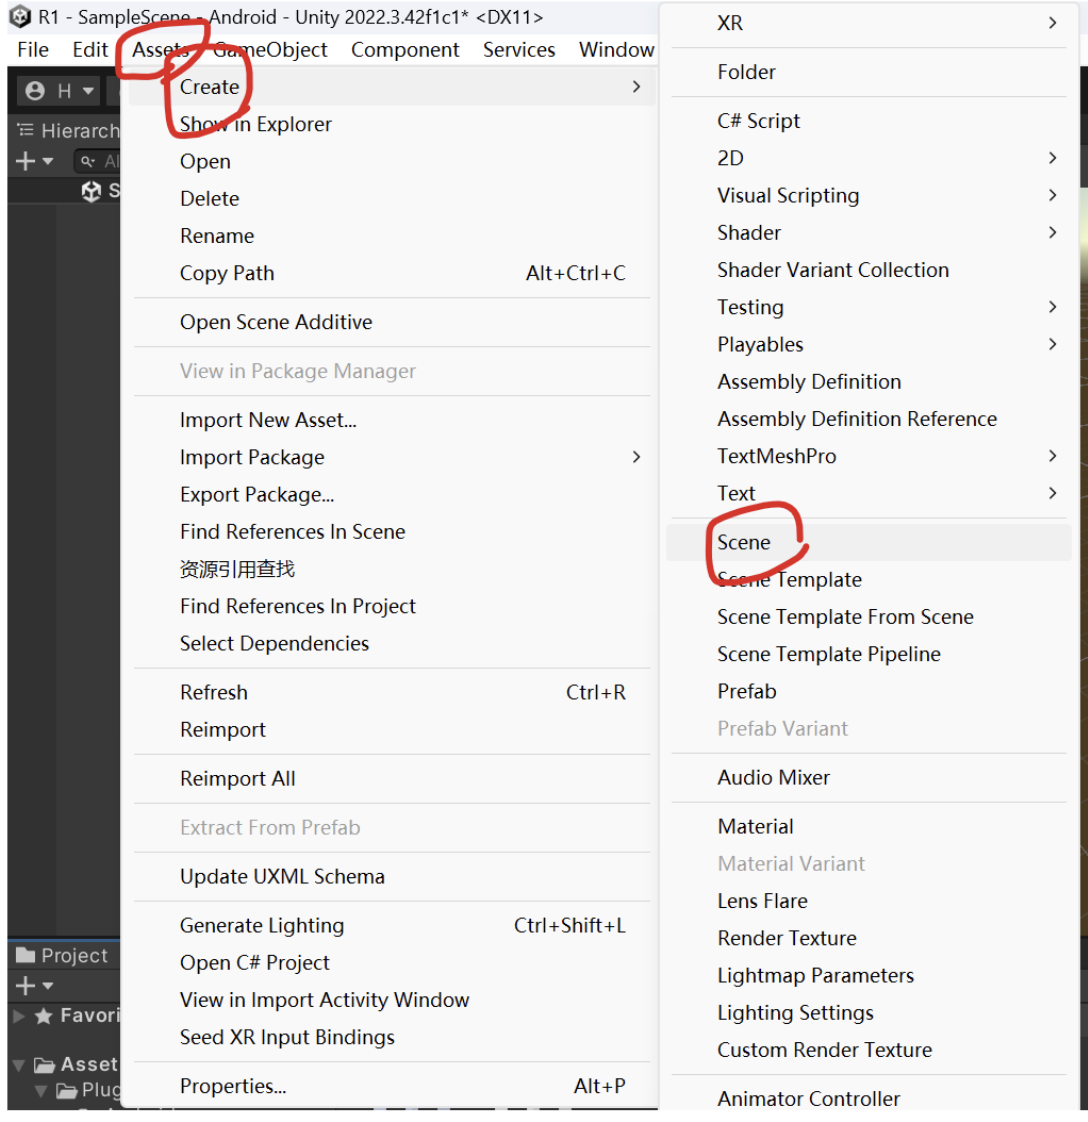 R1 - SampleScene - Android - Unity 2022.3.42f1c1* <DX11>
File Edit Assets GameObject Component Services Window
H
Hierarch
Al
S
Create
Show in Explorer
Open
Delete
Rename
Copy Path Alt+Ctrl+C
Open Scene Additive
View in Package Manager
Import New Asset...
Import Package
Export Package...
Find References In Scene
资源引用查找
Find References In Project
Select Dependencies
Refresh Ctrl+R
Reimport
Reimport All
Extract From Prefab
Update UXML Schema
Generate Lighting Ctrl+Shift+L
Open C# Project
View in Import Activity Window
Seed XR Input Bindings
Properties... Alt+P
Project
Favori
Asset
Plug
XR
Folder
C# Script
2D
Visual Scripting
Shader
Shader Variant Collection
Testing
Playables
Assembly Definition
Assembly Definition Reference
TextMeshPro
Text
Scene
Scene Template
Scene Template From Scene
Scene Template Pipeline
Prefab
Prefab Variant
Audio Mixer
Material
Material Variant
Lens Flare
Render Texture
Lightmap Parameters
Lighting Settings
Custom Render Texture
Animator Controller